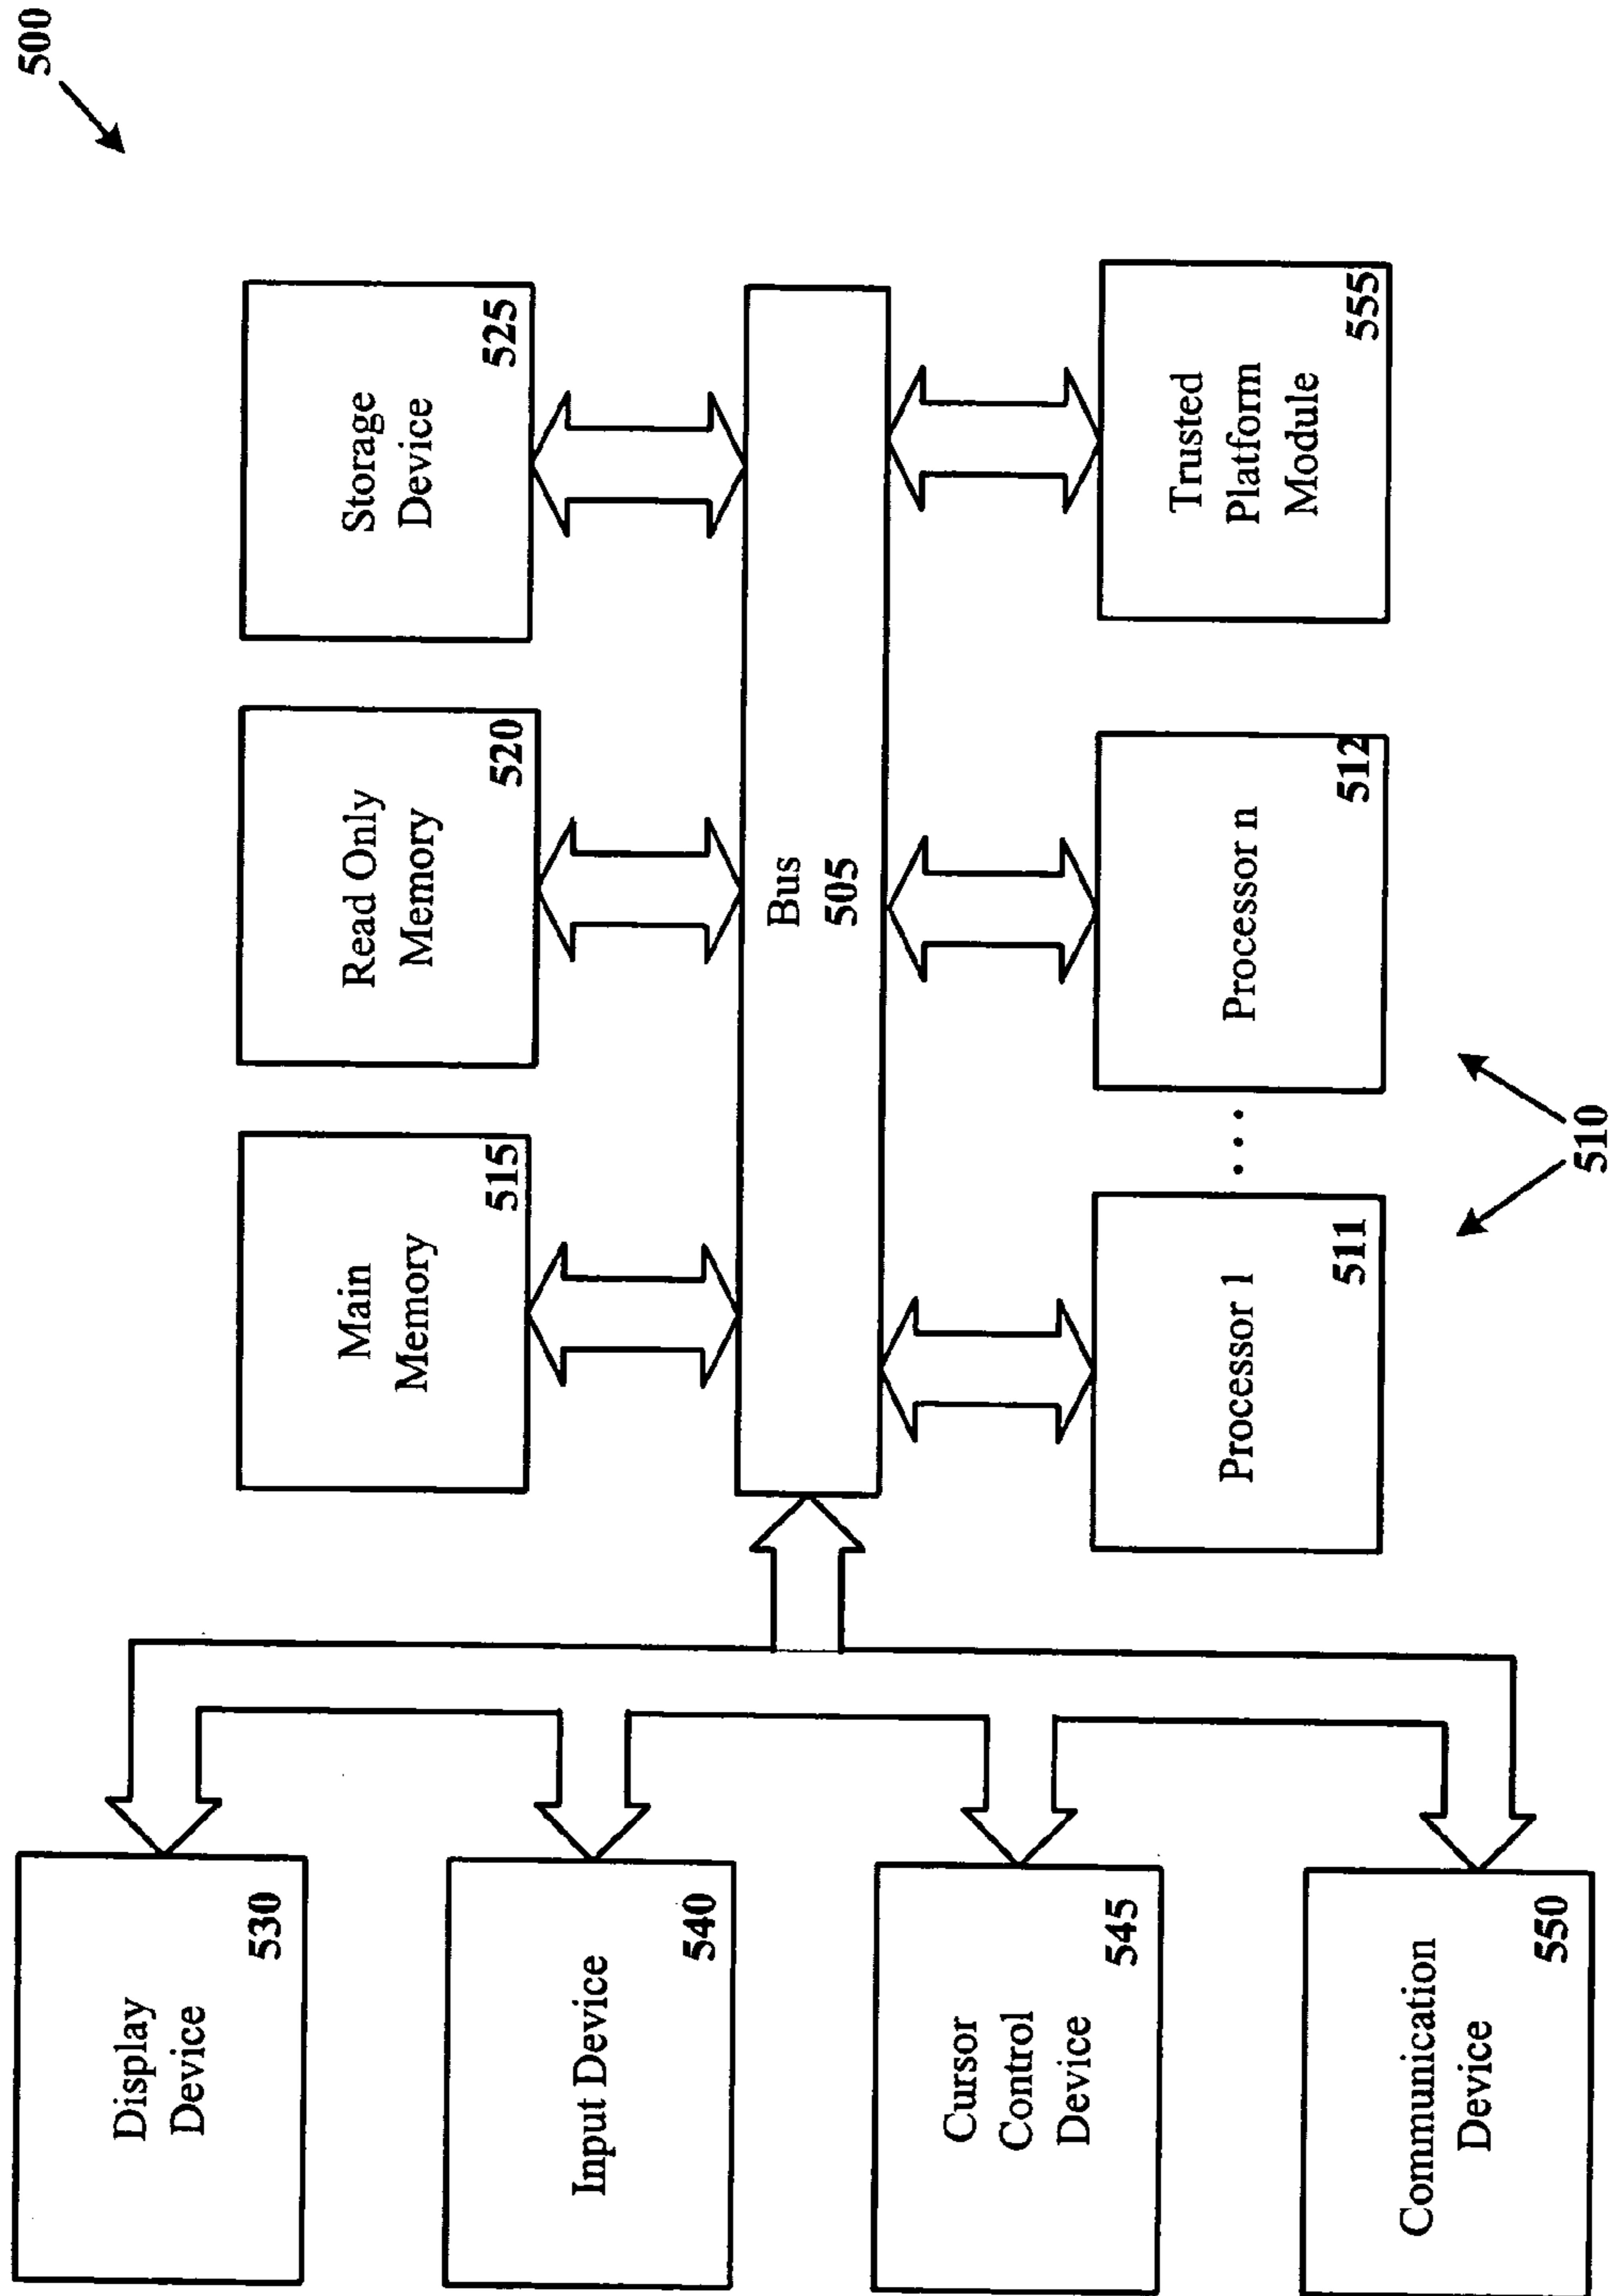 500
Display
Device
530
Input Device
540
Cursor
Control
Device
545
Communication
Device
550
Main
Memory
515
Read Only
Memory
520
Storage
Device
525
Bus
505
Processor 1
511
...
Processor n
512
510
Trusted
Platform
Module
555